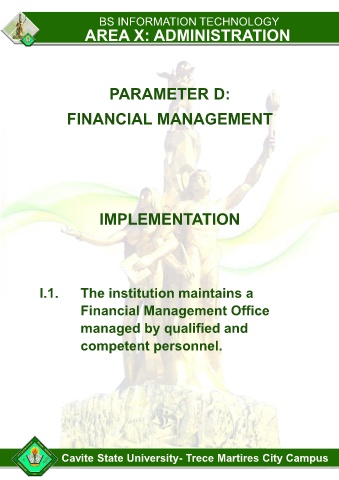 BS INFORMATION TECHNOLOGY
AREA X: ADMINISTRATION
PARAMETER D:
FINANCIAL MANAGEMENT
IMPLEMENTATION
I.1. The institution maintains a
Financial Management Office
managed by qualified and
competent personnel.
Cavite State University- Trece Martires City Campus